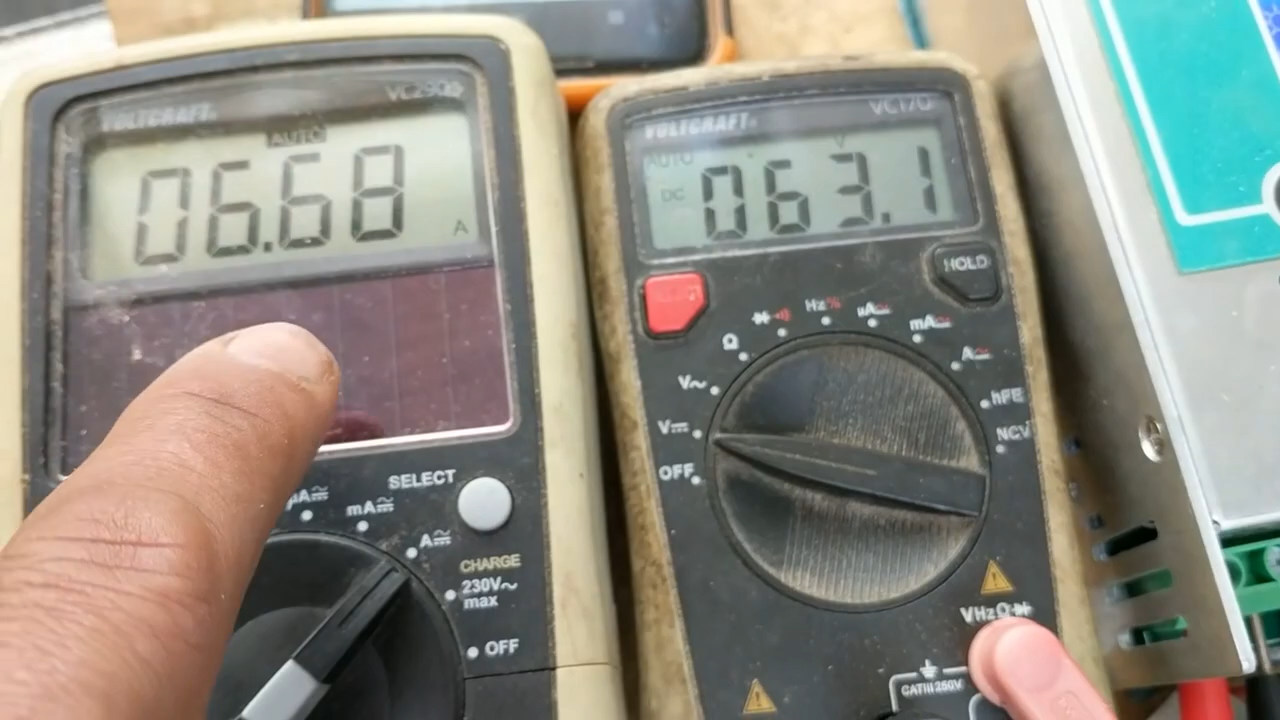 VOLTCRAFT
VC290
AUTO
06.68
A
µA
mA
SELECT
A
CHARGE
230V~
max
OFF
VOLTCRAFT
VC170
AUTO
V
DC
063.1
HOLD
Hz%
µA
mA
Ω
A
V~
hFE
V
NCV
OFF
VHzΩ
CATIII 250V